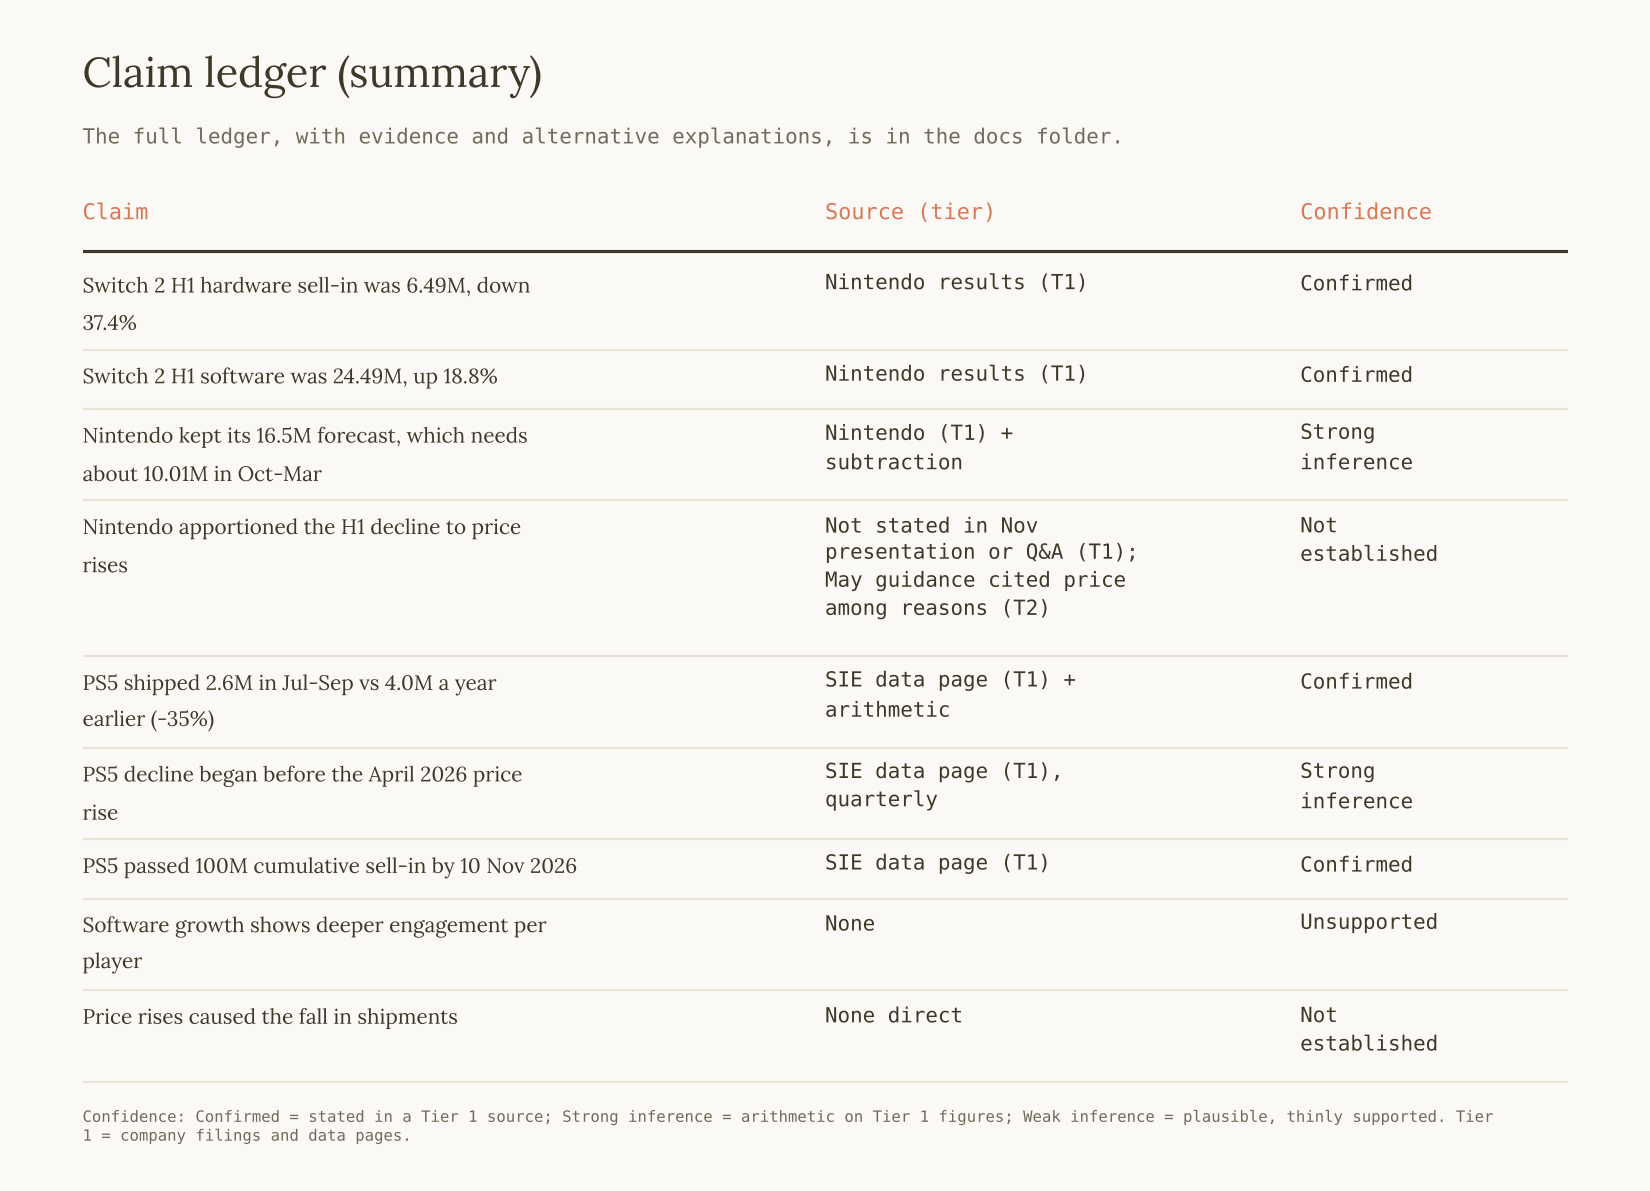 Claim ledger (summary)
The full ledger, with evidence and alternative explanations, is in the docs folder.
Claim Source (tier) Confidence
Switch 2 H1 hardware sell-in was 6.49M, down
37.4%
Nintendo results (T1)
Confirmed
Switch 2 H1 software was 24.49M, up 18.8%
Nintendo results (T1)
Confirmed
Nintendo kept its 16.5M forecast, which needs
about 10.01M in Oct-Mar
Nintendo (T1) +
subtraction
Strong
inference
Nintendo apportioned the H1 decline to price
rises
Not stated in Nov
presentation or Q&A (T1);
May guidance cited price
among reasons (T2)
Not
established
PS5 shipped 2.6M in Jul-Sep vs 4.0M a year
earlier (-35%)
SIE data page (T1) +
arithmetic
Confirmed
PS5 decline began before the April 2026 price
rise
SIE data page (T1),
quarterly
Strong
inference
PS5 passed 100M cumulative sell-in by 10 Nov 2026
SIE data page (T1)
Confirmed
Software growth shows deeper engagement per
player
None
Unsupported
Price rises caused the fall in shipments
None direct
Not
established
Confidence: Confirmed = stated in a Tier 1 source; Strong inference = arithmetic on Tier 1 figures; Weak inference = plausible, thinly supported. Tier
1 = company filings and data pages.